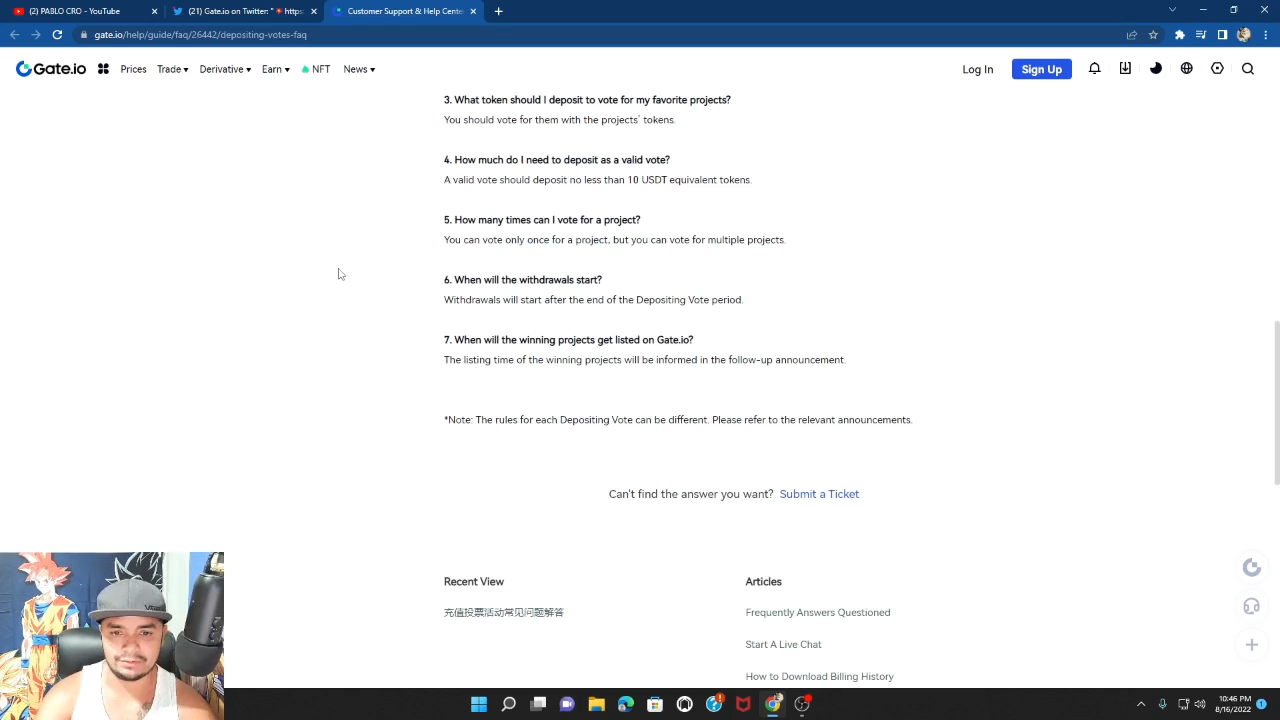 (2) PABLO CRO - YouTube
(21) Gate.io on Twitter: "📍 https:
Customer Support & Help Cente
gate.io/help/guide/faq/26442/depositing-votes-faq
Gate.io
Prices
Trade
Derivative
Earn
NFT
News
Log In
Sign Up
3. What token should I deposit to vote for my favorite projects?
You should vote for them with the projects' tokens.
4. How much do I need to deposit as a valid vote?
A valid vote should deposit no less than 10 USDT equivalent tokens.
5. How many times can I vote for a project?
You can vote only once for a project, but you can vote for multiple projects.
6. When will the withdrawals start?
Withdrawals will start after the end of the Depositing Vote period.
7. When will the winning projects get listed on Gate.io?
The listing time of the winning projects will be informed in the follow-up announcement.
*Note: The rules for each Depositing Vote can be different. Please refer to the relevant announcements.
Can't find the answer you want? Submit a Ticket
Recent View
Articles
充值投票活动常见问题解答
Frequently Answers Questioned
Start A Live Chat
How to Download Billing History
10:46 PM
8/16/2022